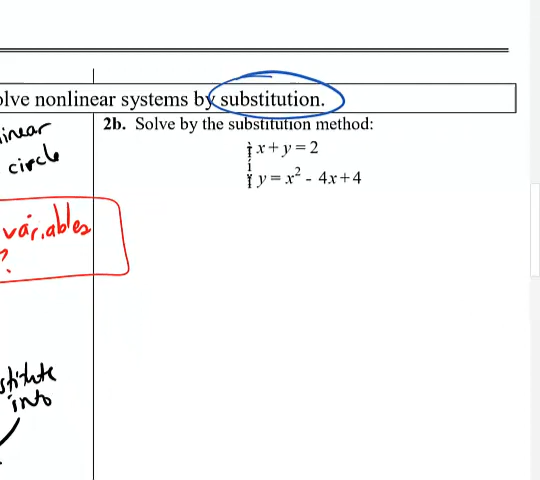 olve nonlinear systems by substitution.
inear
circle
2b. Solve by the substitution method:
x + y = 2
y = x² - 4x + 4
variables
?
stitute
into